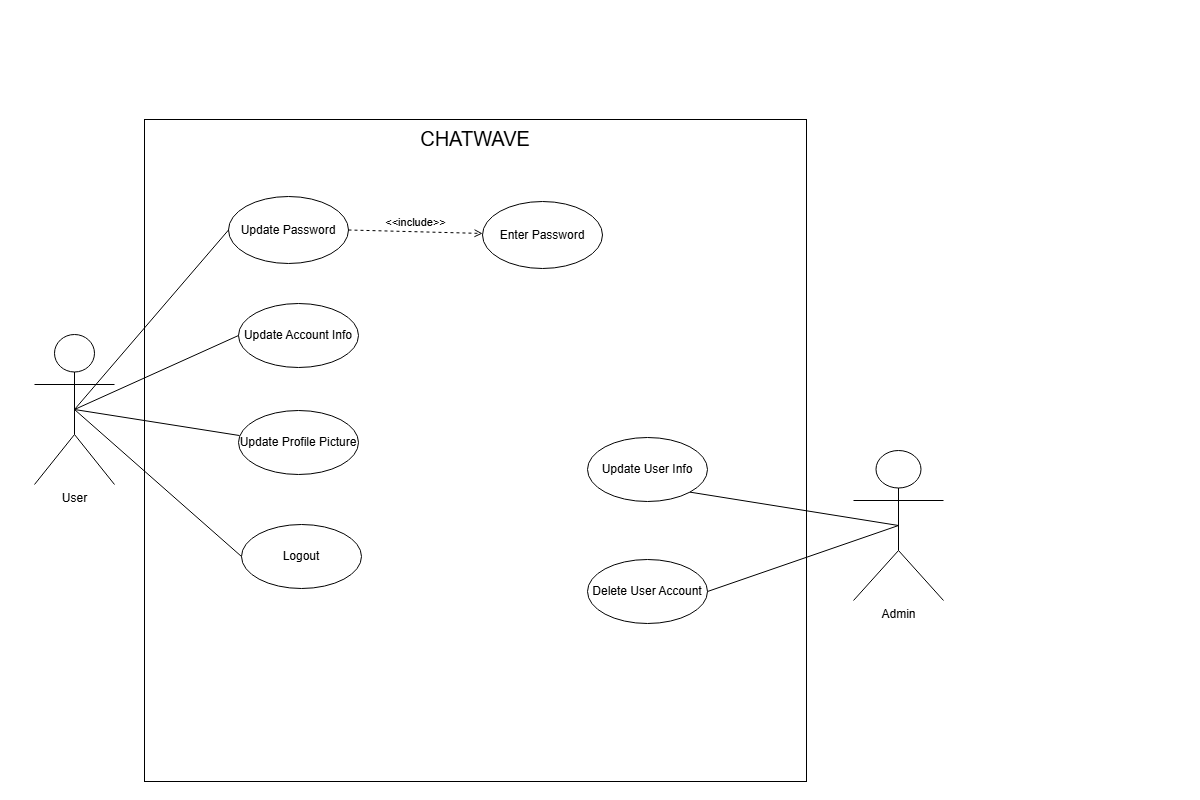 CHATWAVE
Update Password
<<include>>
Enter Password
Update Account Info
Update Profile Picture
Update User Info
User
Logout
Delete User Account
Admin